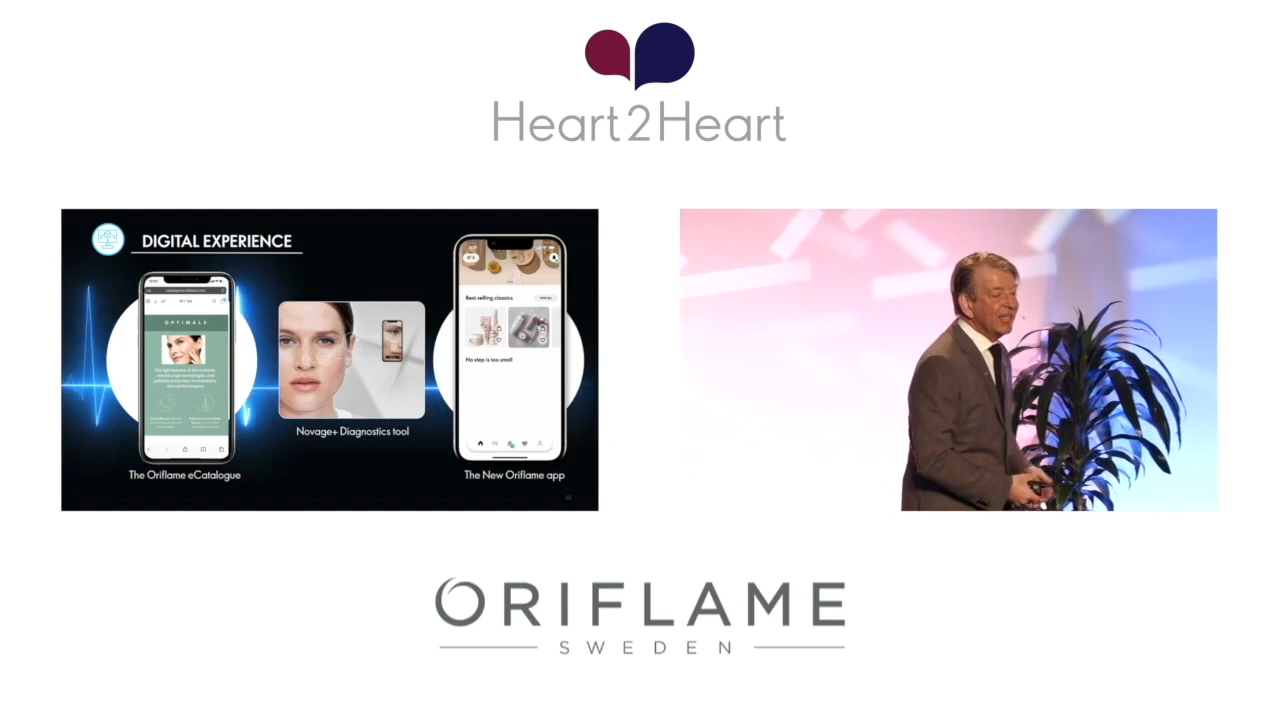 Heart2Heart
DIGITAL EXPERIENCE
OPTIMALS
Best selling classics
No step is too small
Novage+ Diagnostics tool
The Oriflame eCatalogue
The New Oriflame app
ORIFLAME
SWEDEN